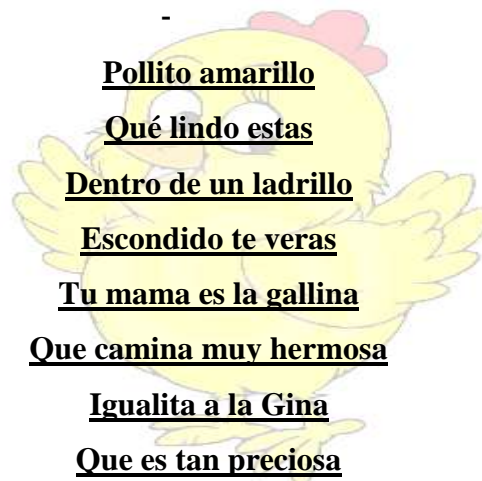 -
Pollito amarillo
Qué lindo estas
Dentro de un ladrillo
Escondido te veras
Tu mama es la gallina
Que camina muy hermosa
Igualita a la Gina
Que es tan preciosa